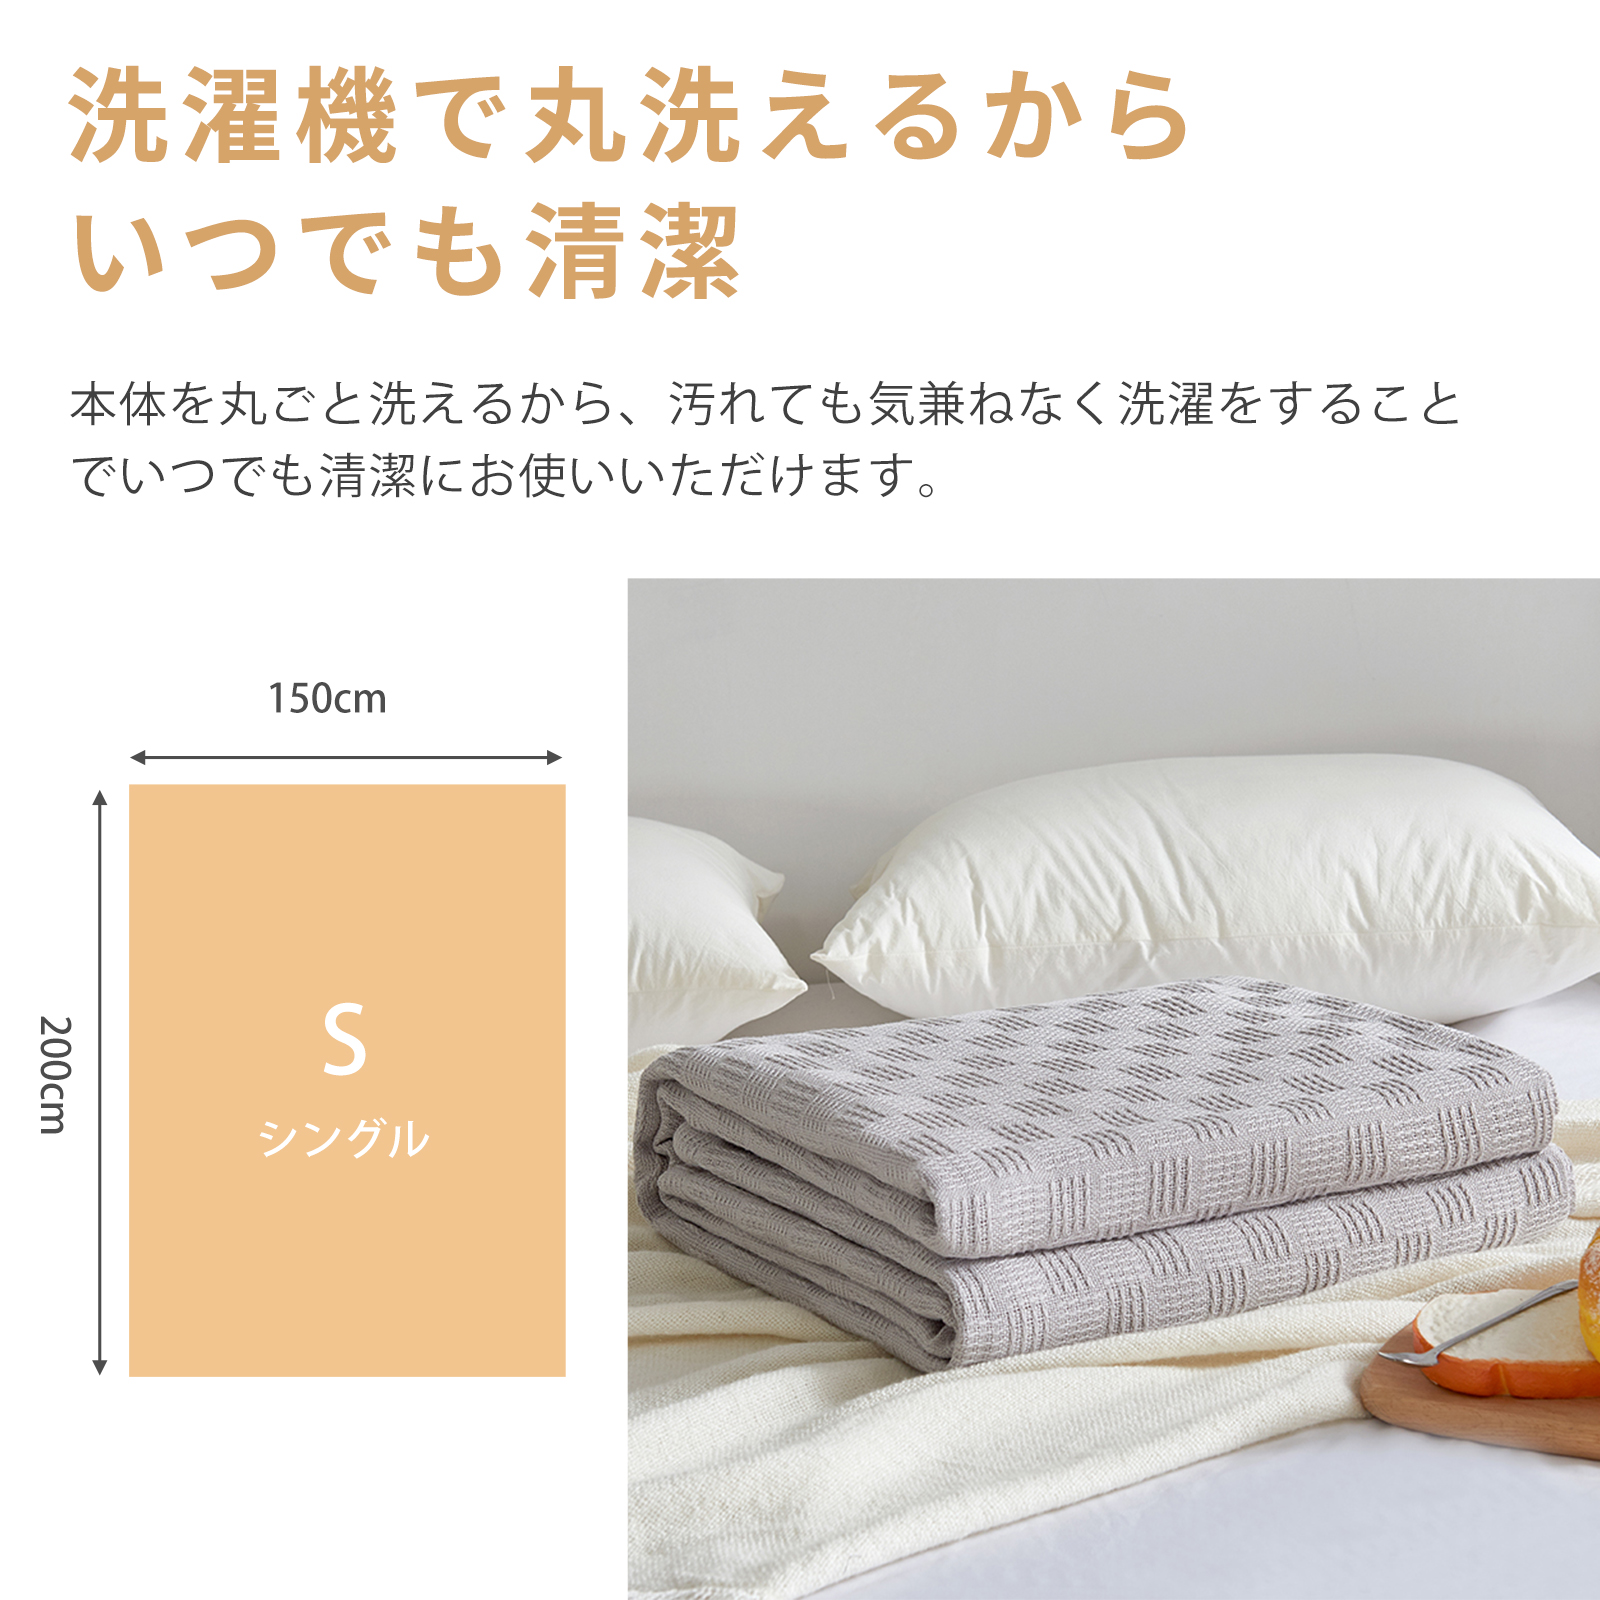 洗濯機で丸洗えるから
いつでも清潔
本体を丸ごと洗えるから、汚れても気兼ねなく洗濯をすること
でいつでも清潔にお使いいただけます。
150cm
200cm
S
シングル